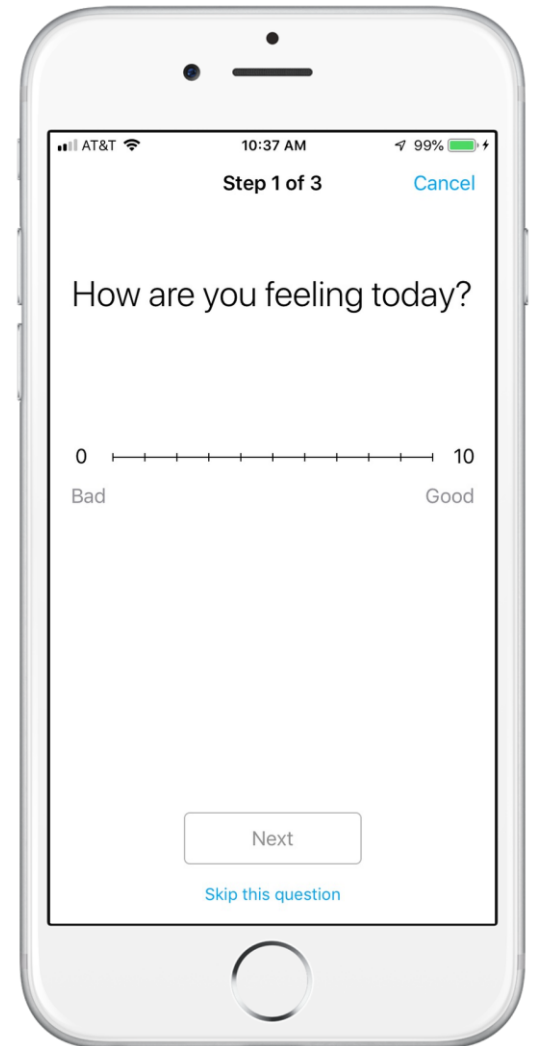 AT&T 10:37 AM 99%
Step 1 of 3 Cancel
How are you feeling today?
0 10
Bad Good
Next
Skip this question